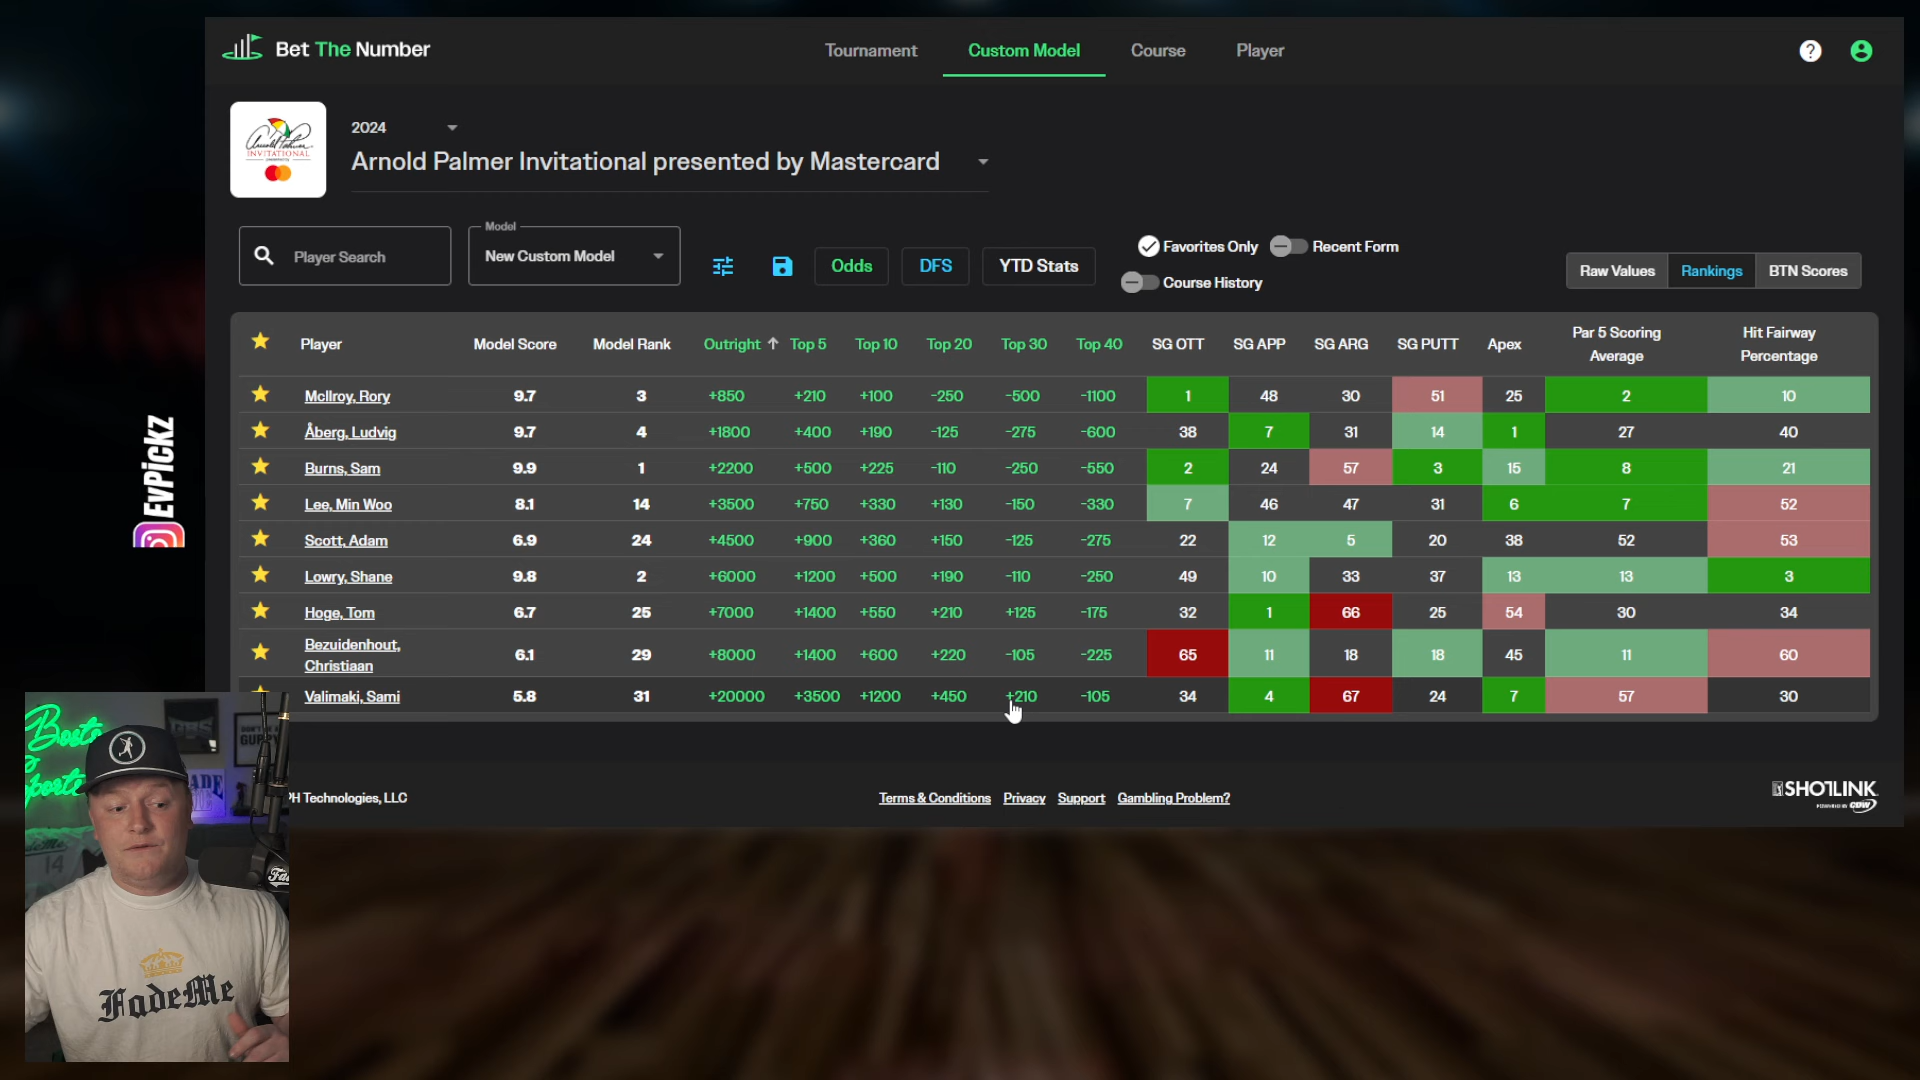 Bet The Number
Tournament
Custom Model
Course
Player
?
2024
Arnold Palmer Invitational presented by Mastercard
Player Search
Model
New Custom Model
Odds
DFS
YTD Stats
Favorites Only
Recent Form
Course History
Raw Values
Rankings
BTN Scores
Player Model Score Model Rank Outright Top 5 Top 10 Top 20 Top 30 Top 40 SG OTT SG APP SG ARG SG PUTT Apex Par 5 Scoring Average Hit Fairway Percentage
McIlroy, Rory 9.7 3 +850 +210 +100 -250 -500 -1100 1 48 30 51 25 2 10
Åberg, Ludvig 9.7 4 +1800 +400 +190 -125 -275 -600 38 7 31 14 1 27 40
Burns, Sam 9.9 1 +2200 +500 +225 -110 -250 -550 2 24 57 3 15 8 21
Lee, Min Woo 8.1 14 +3500 +750 +330 +130 -150 -330 7 46 47 31 6 7 52
Scott, Adam 6.9 24 +4500 +900 +360 +150 -125 -275 22 12 5 20 38 52 53
Lowry, Shane 9.8 2 +6000 +1200 +500 +190 -110 -250 49 10 33 37 13 13 3
Hoge, Tom 6.7 25 +7000 +1400 +550 +210 +125 -175 32 1 66 25 54 30 34
Bezuidenhout, Christiaan 6.1 29 +8000 +1400 +600 +220 -105 -225 65 11 18 18 45 11 60
Valimaki, Sami 5.8 31 +20000 +3500 +1200 +450 +210 -105 34 4 67 24 7 57 30
PH Technologies, LLC
Terms & Conditions
Privacy
Support
Gambling Problem?
SHOTLINK
POWERED BY CDW
EvPickz
FadeMe